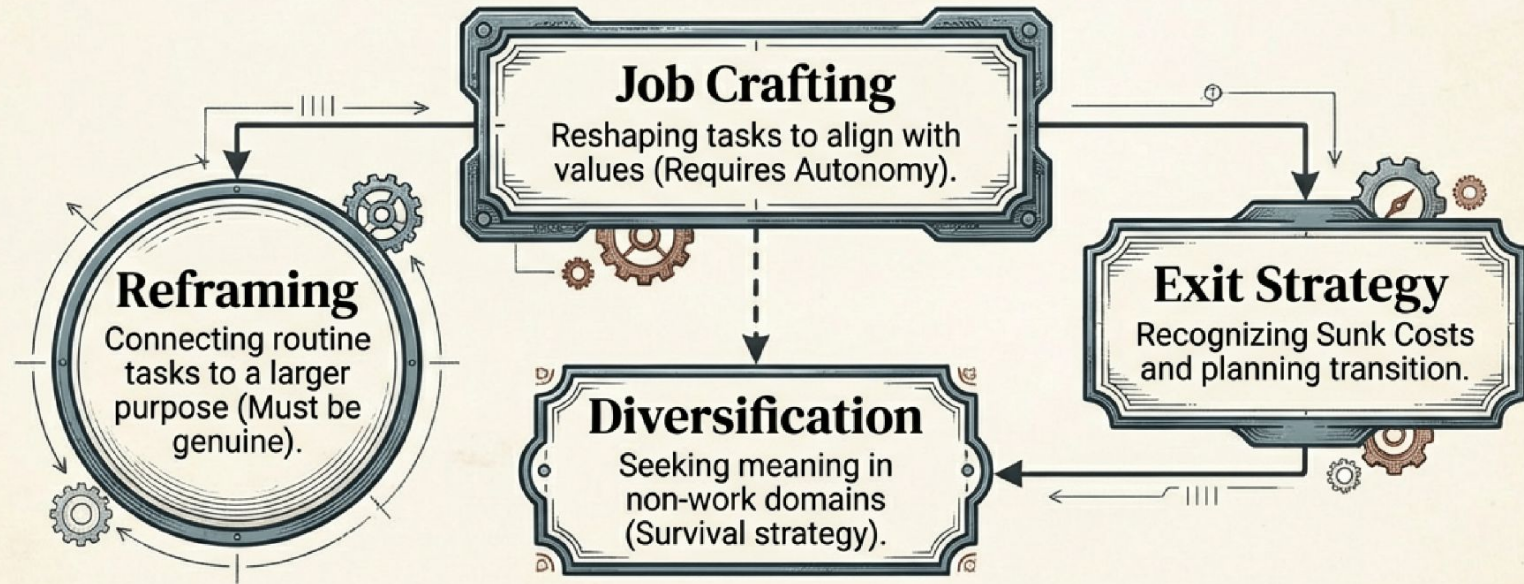 Job Crafting
Reshaping tasks to align with
values (Requires Autonomy).
Reframing
Connecting routine
tasks to a larger
purpose (Must be
genuine).
Exit Strategy
Recognizing Sunk Costs
and planning transition.
Diversification
Seeking meaning in
non-work domains
(Survival strategy).